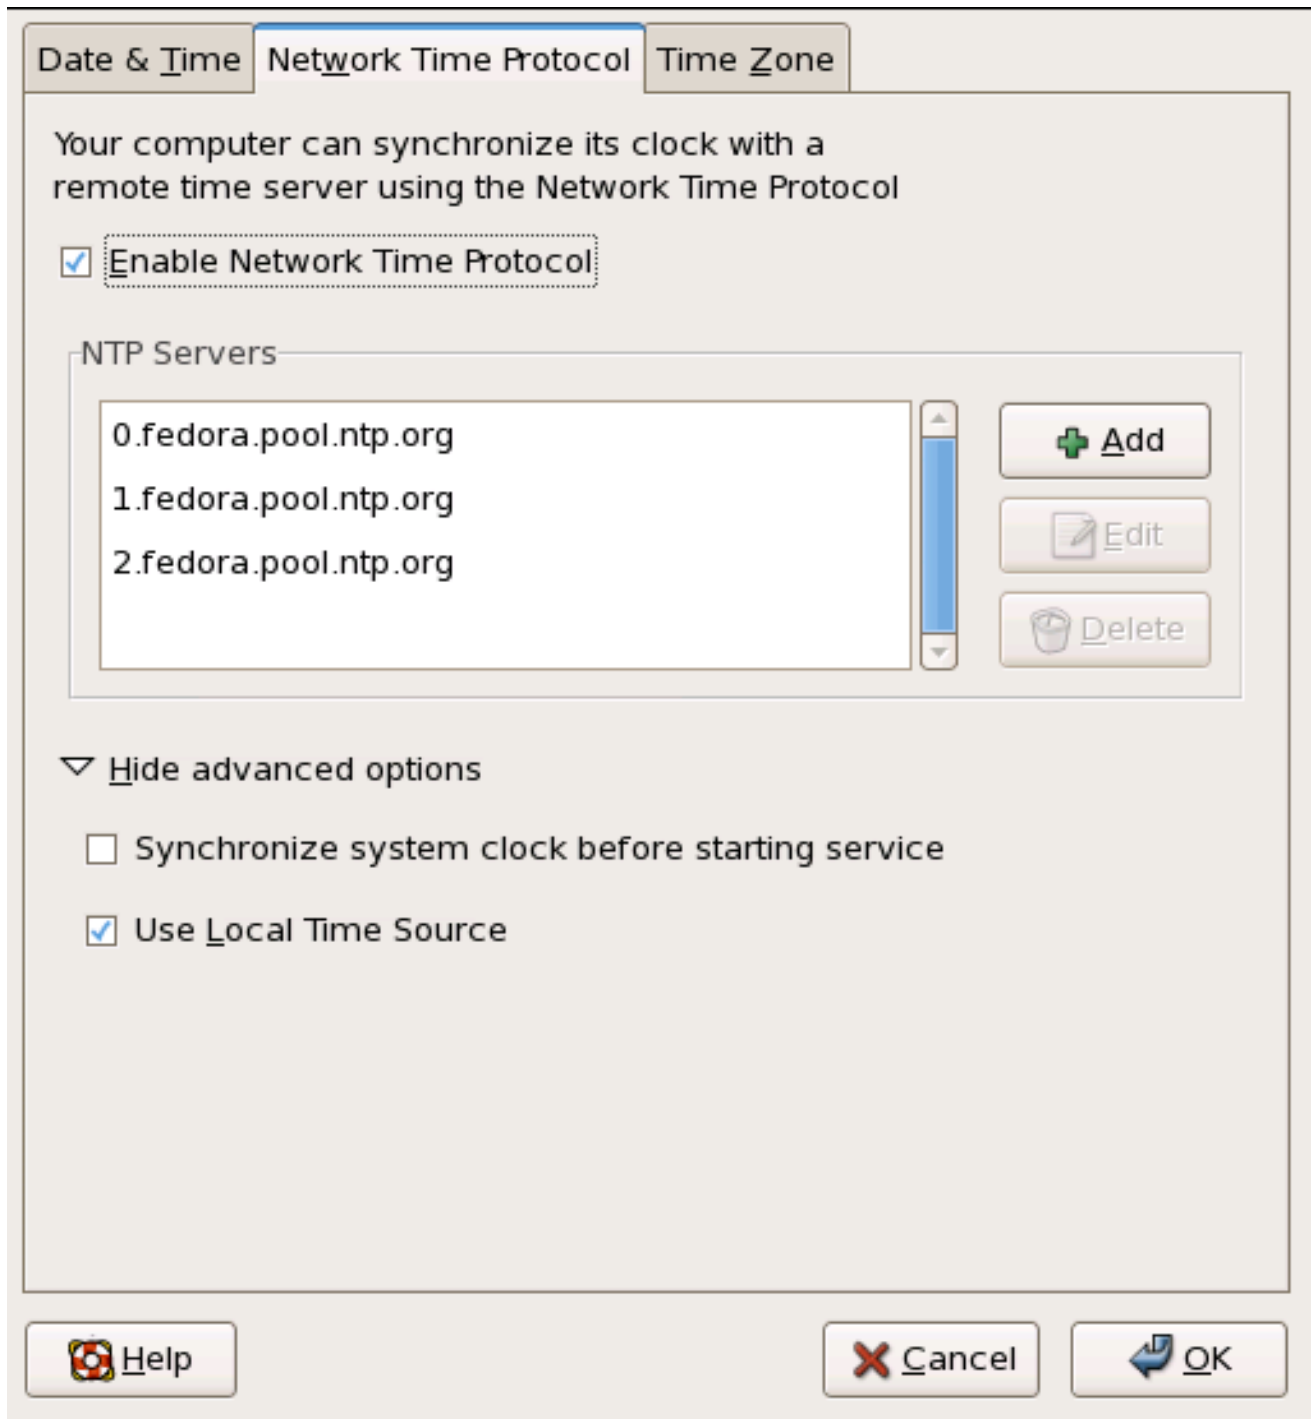 Date & Time
Network Time Protocol
Time Zone
Your computer can synchronize its clock with a
remote time server using the Network Time Protocol
Enable Network Time Protocol
NTP Servers
0.fedora.pool.ntp.org
1.fedora.pool.ntp.org
2.fedora.pool.ntp.org
Add
Edit
Delete
Hide advanced options
Synchronize system clock before starting service
Use Local Time Source
Help
Cancel
OK